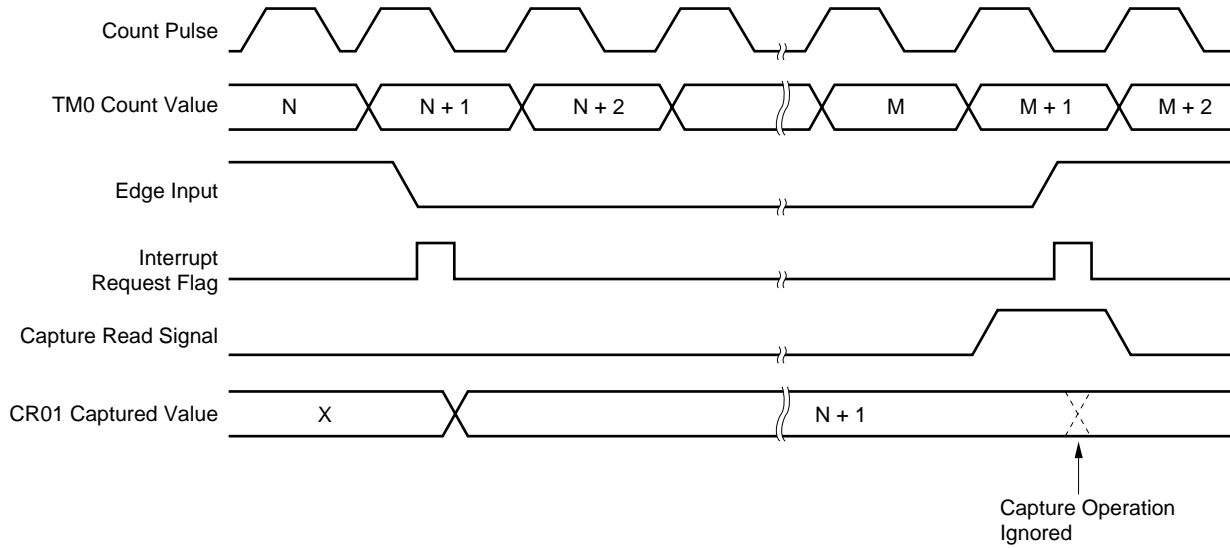 Count Pulse
TM0 Count Value
N
N + 1
N + 2
M
M + 1
M + 2
Edge Input
Interrupt
Request Flag
Capture Read Signal
CR01 Captured Value
X
N + 1
Capture Operation
Ignored